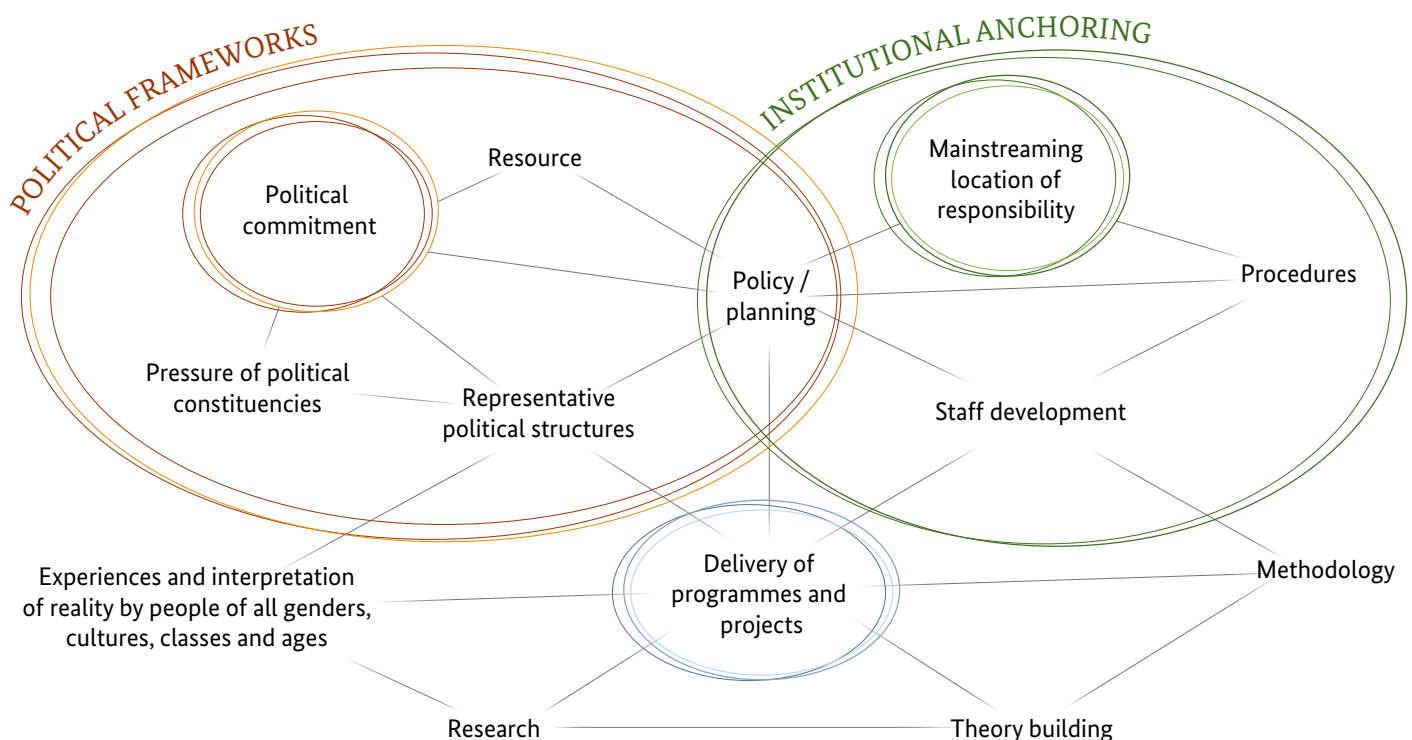 POLITICAL FRAMEWORKS
INSTITUTIONAL ANCHORING
Political
commitment
Resource
Mainstreaming
location of
responsibility
Policy /
planning
Procedures
Pressure of political
constituencies
Representative
political structures
Staff development
Experiences and interpretation
of reality by people of all genders,
cultures, classes and ages
Delivery of
programmes and
projects
Methodology
Research
Theory building